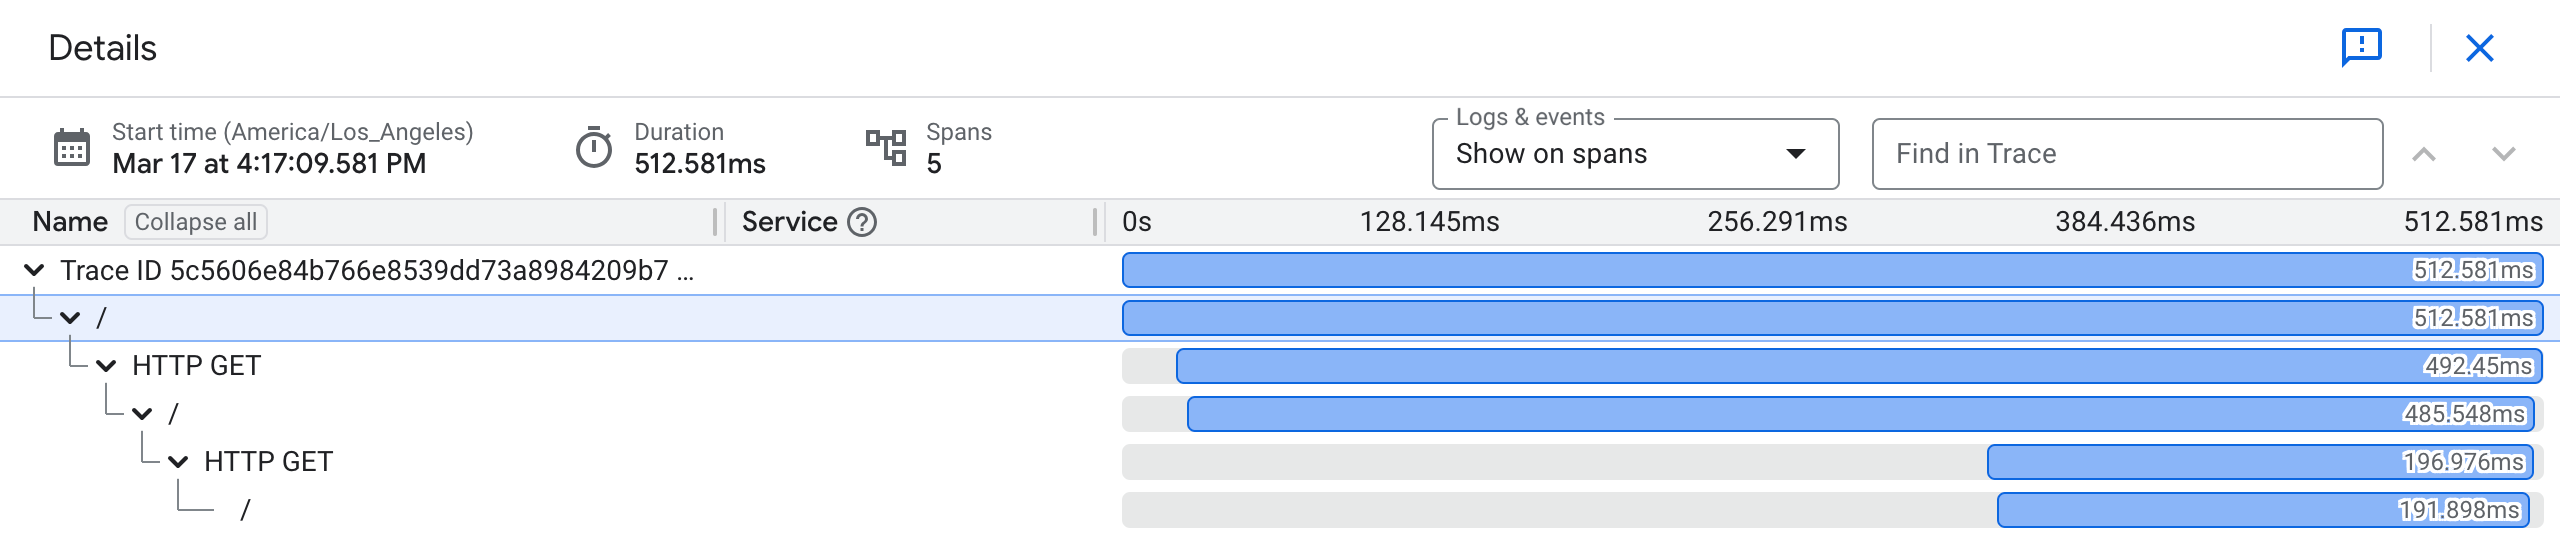 Details
Start time (America/Los_Angeles)
Mar 17 at 4:17:09.581 PM
Duration
512.581ms
Spans
5
Logs & events
Show on spans
Find in Trace
Name Collapse all Service 0s 128.145ms 256.291ms 384.436ms 512.581ms
Trace ID 5c5606e84b766e8539dd73a8984209b7 ... 512.581ms
/ 512.581ms
HTTP GET 492.45ms
/ 485.548ms
HTTP GET 196.976ms
/ 191.898ms